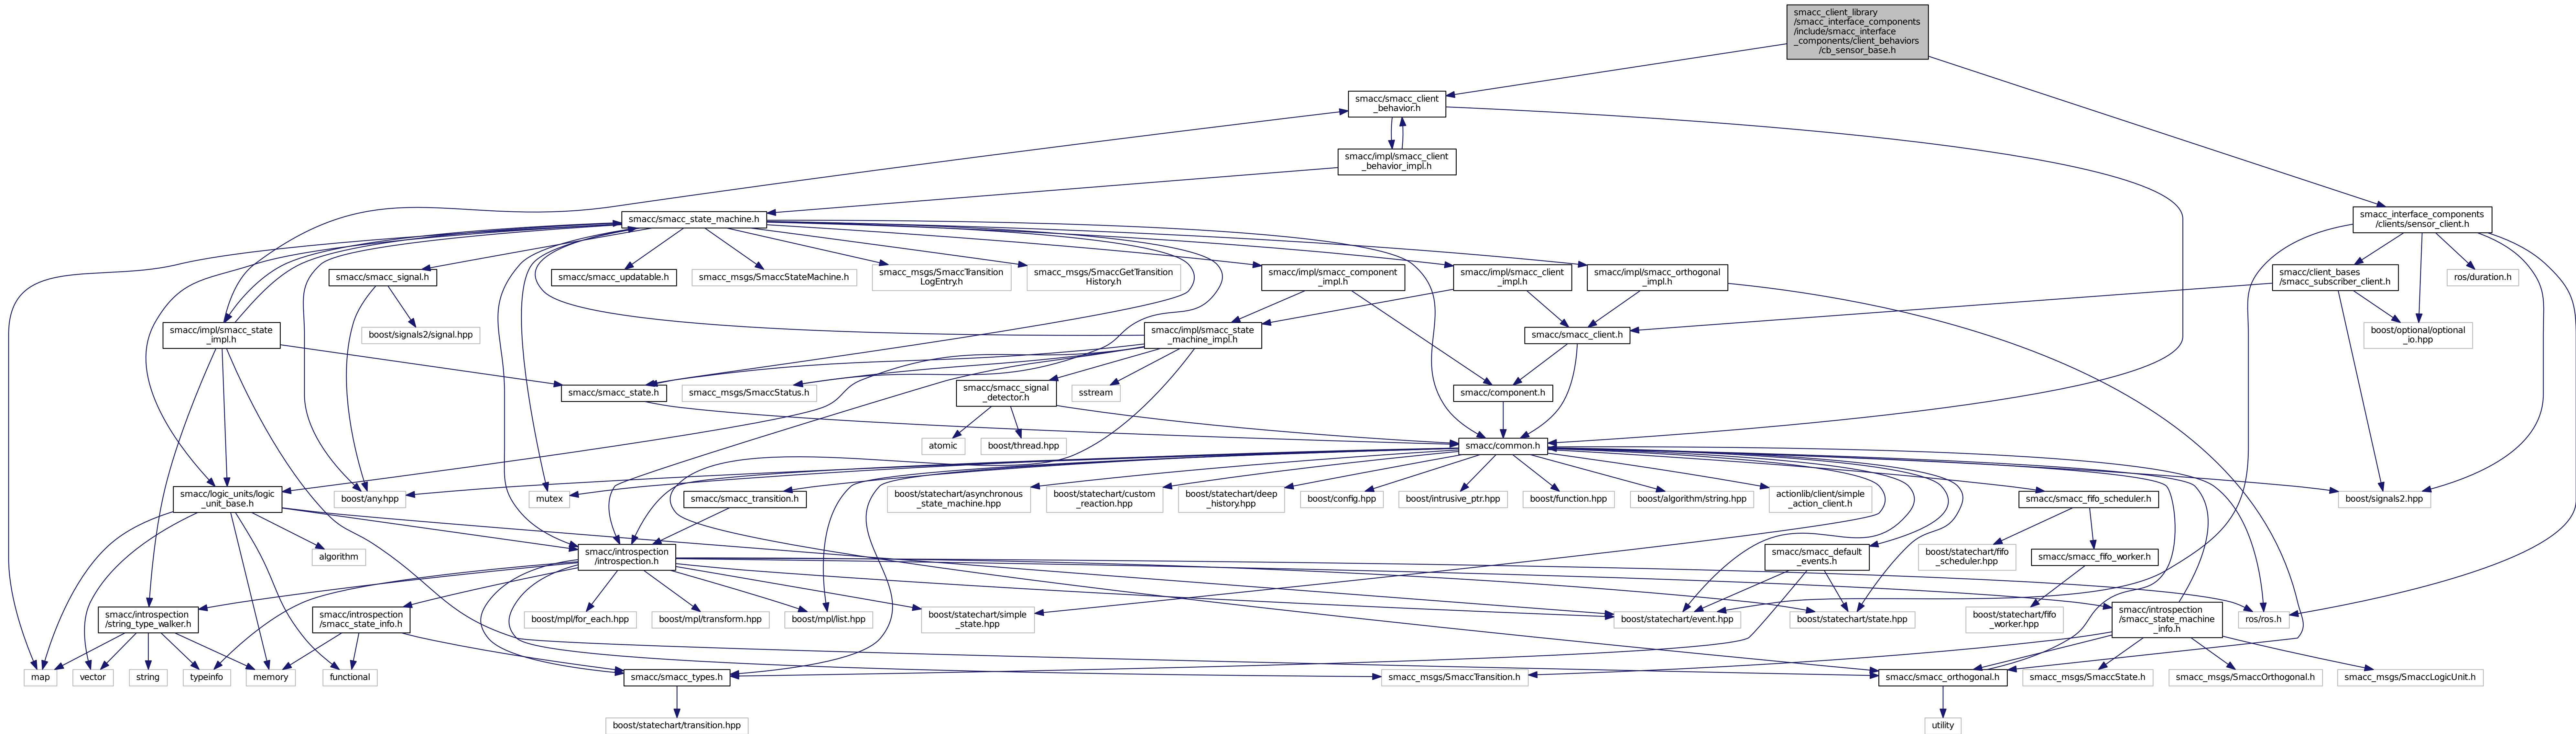 smacc_client_library
/smacc_interface_components
/include/smacc_interface
_components/client_behaviors
/cb_sensor_base.h
smacc/smacc_client
_behavior.h
smacc/impl/smacc_client
_behavior_impl.h
smacc/smacc_state_machine.h
smacc_interface_components
/clients/sensor_client.h
smacc/smacc_signal.h
smacc/smacc_updatable.h
smacc_msgs/SmaccStateMachine.h
smacc_msgs/SmaccTransition
LogEntry.h
smacc_msgs/SmaccGetTransition
History.h
smacc/impl/smacc_component
_impl.h
smacc/impl/smacc_client
_impl.h
smacc/impl/smacc_orthogonal
_impl.h
smacc/client_bases
/smacc_subscriber_client.h
ros/duration.h
smacc/impl/smacc_state
_impl.h
boost/signals2/signal.hpp
smacc/impl/smacc_state
_machine_impl.h
smacc/smacc_client.h
boost/optional/optional
_io.hpp
smacc/smacc_state.h
smacc_msgs/SmaccStatus.h
smacc/smacc_signal
_detector.h
sstream
smacc/component.h
atomic
boost/thread.hpp
smacc/common.h
smacc/logic_units/logic
_unit_base.h
boost/any.hpp
mutex
smacc/smacc_transition.h
boost/statechart/asynchronous
_state_machine.hpp
boost/statechart/custom
_reaction.hpp
boost/statechart/deep
_history.hpp
boost/config.hpp
boost/intrusive_ptr.hpp
boost/function.hpp
boost/algorithm/string.hpp
actionlib/client/simple
_action_client.h
smacc/smacc_fifo_scheduler.h
boost/signals2.hpp
algorithm
smacc/introspection
/introspection.h
smacc/smacc_default
_events.h
boost/statechart/fifo
_scheduler.hpp
smacc/smacc_fifo_worker.h
smacc/introspection
/string_type_walker.h
smacc/introspection
/smacc_state_info.h
boost/mpl/for_each.hpp
boost/mpl/transform.hpp
boost/mpl/list.hpp
boost/statechart/simple
_state.hpp
boost/statechart/event.hpp
boost/statechart/state.hpp
boost/statechart/fifo
_worker.hpp
smacc/introspection
/smacc_state_machine
_info.h
ros/ros.h
map
vector
string
typeinfo
memory
functional
smacc/smacc_types.h
smacc_msgs/SmaccTransition.h
smacc/smacc_orthogonal.h
smacc_msgs/SmaccState.h
smacc_msgs/SmaccOrthogonal.h
smacc_msgs/SmaccLogicUnit.h
boost/statechart/transition.hpp
utility